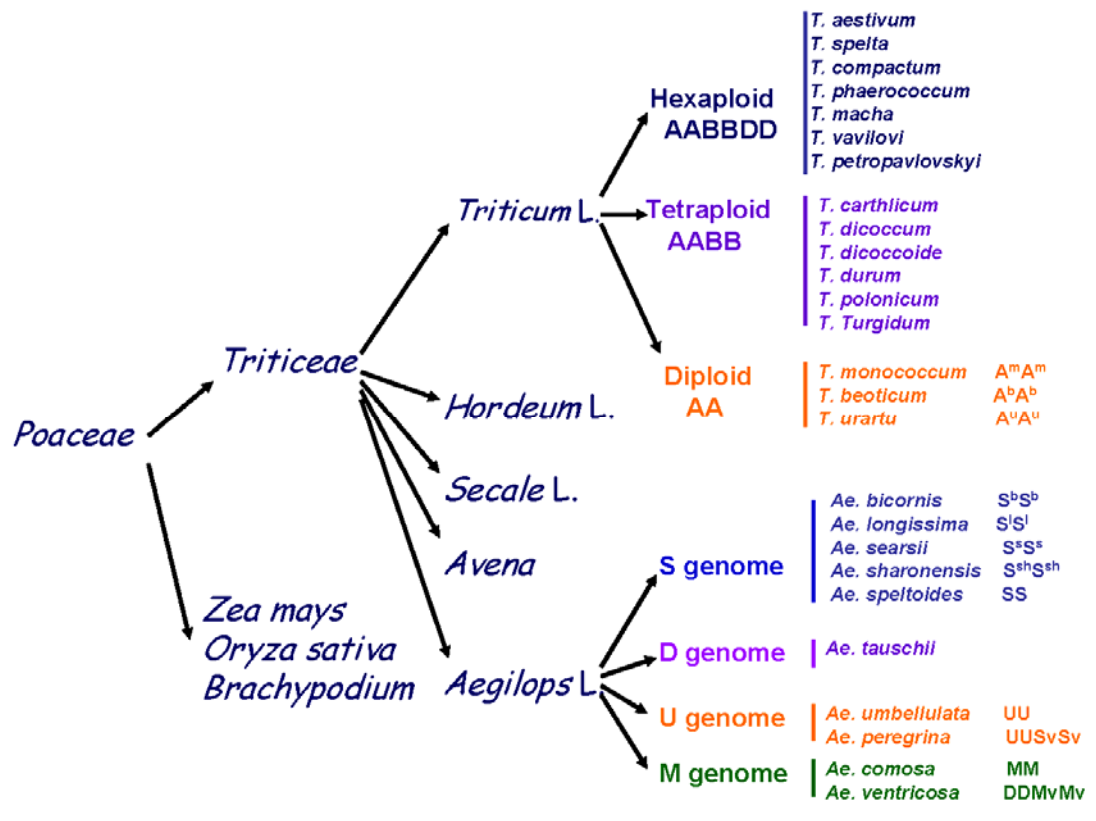 Poaceae
Triticeae
Zea mays
Oryza sativa
Brachypodium
Triticum L.
Hordeum L.
Secale L.
Avena
Aegilops L.
Hexaploid
AABBDD
T. aestivum
T. spelta
T. compactum
T. phaerococcum
T. macha
T. vavilovi
T. petropavlovskyi
Tetraploid
AABB
T. carthlicum
T. dicoccum
T. dicoccoide
T. durum
T. polonicum
T. Turgidum
Diploid
AA
T. monococcum AᵐAᵐ
T. beoticum AᵇAᵇ
T. urartu AᵘAᵘ
S genome
Ae. bicornis SᵇSᵇ
Ae. longissima SˡSˡ
Ae. searsii SˢSˢ
Ae. sharonensis SˢʰSˢʰ
Ae. speltoides SS
D genome
Ae. tauschii
U genome
Ae. umbellulata UU
Ae. peregrina UUSvSv
M genome
Ae. comosa MM
Ae. ventricosa DDMvMv